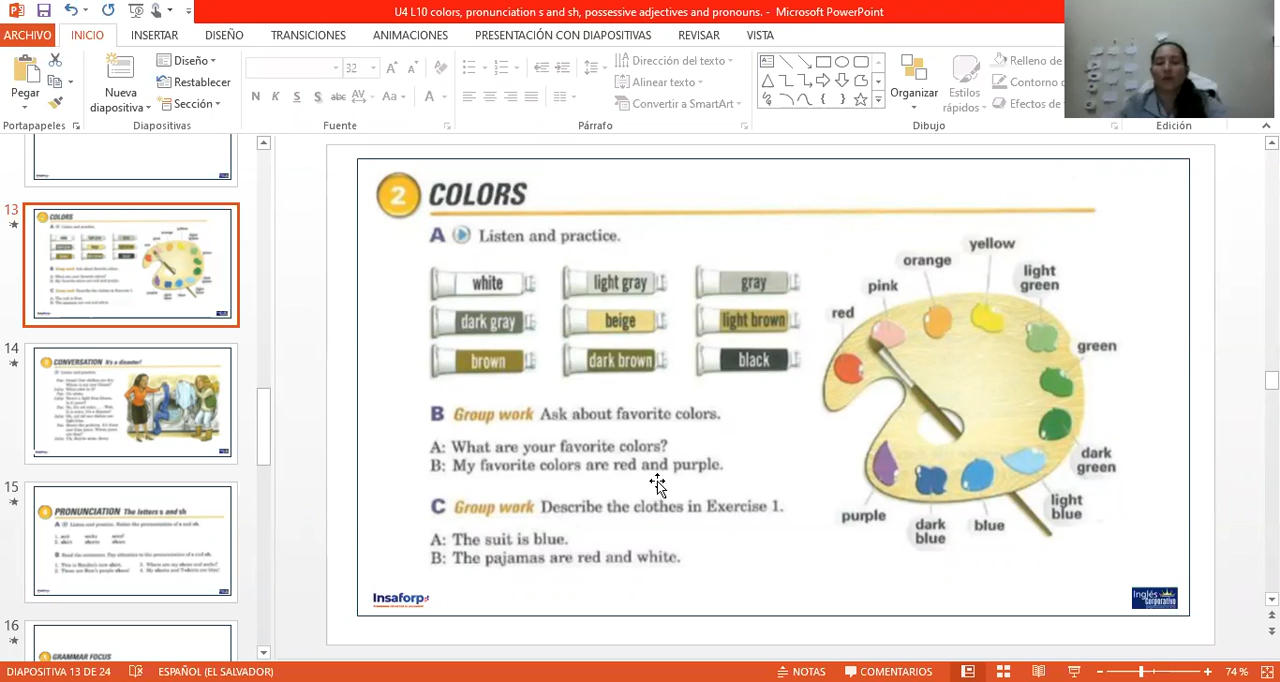 U4 L10 colors, pronunciation s and sh, possessive adjectives and pronouns. - Microsoft PowerPoint
ARCHIVO INICIO INSERTAR DISEÑO TRANSICIONES ANIMACIONES PRESENTACIÓN CON DIAPOSITIVAS REVISAR VISTA
Pegar
Nueva
diapositiva
Diseño
Restablecer
Sección
32
N K S S abc AV Aa A
Dirección del texto
Alinear texto
Convertir a SmartArt
Organizar
Estilos
rápidos
Relleno de
Contorno
Efectos de
Portapapeles Diapositivas Fuente Párrafo Dibujo Edición
13
COLORS
14
CONVERSATION It's a disaster!
15
PRONUNCIATION The letters s and sh
16
GRAMMAR FOCUS
2 COLORS
A Listen and practice.
white light gray gray
dark gray beige light brown
brown dark brown black
yellow
orange
light
green
pink
red
green
dark
green
light
blue
blue
dark
blue
purple
B Group work Ask about favorite colors.
A: What are your favorite colors?
B: My favorite colors are red and purple.
C Group work Describe the clothes in Exercise 1.
A: The suit is blue.
B: The pajamas are red and white.
Insaforp
Inglés
corporativo
DIAPOSITIVA 13 DE 24 ESPAÑOL (EL SALVADOR) NOTAS COMENTARIOS 74 %